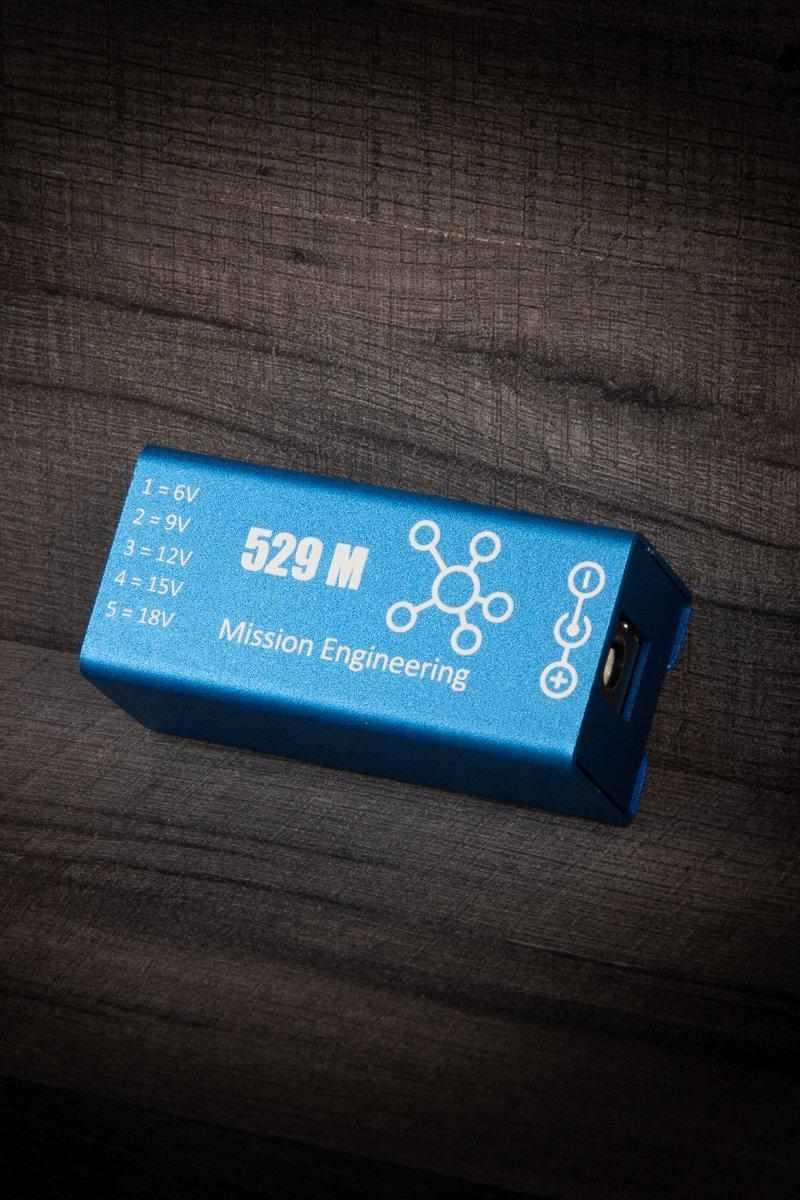 1 = 6V
2 = 9V
3 = 12V
4 = 15V
5 = 18V
529 M
Mission Engineering